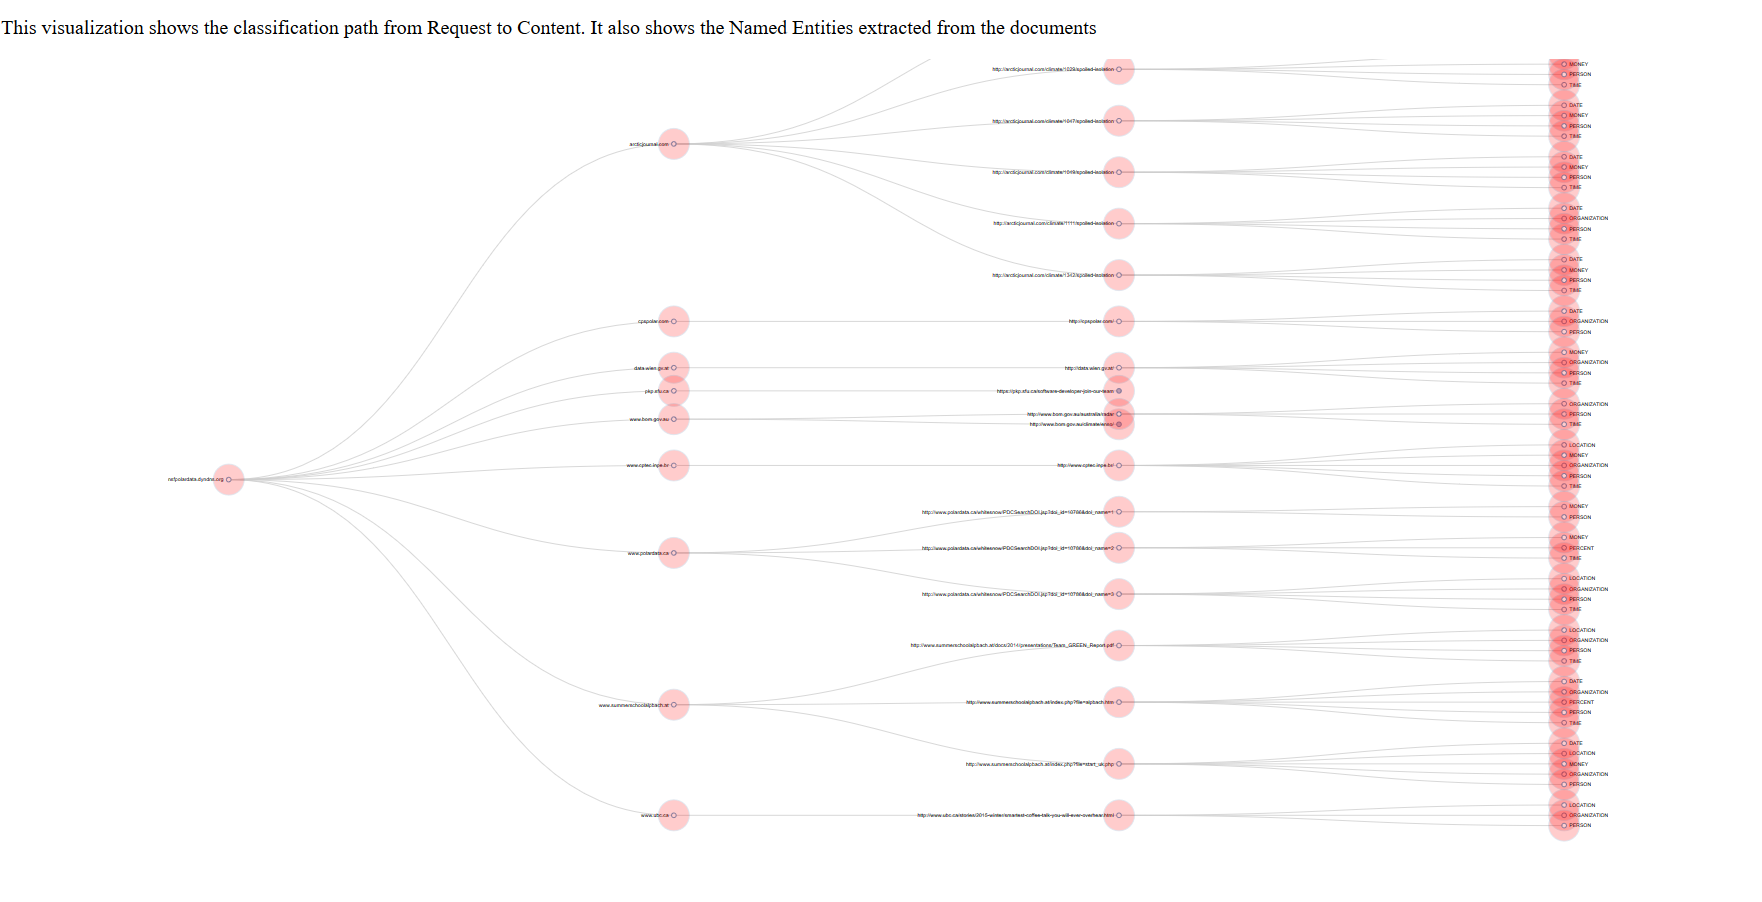 This visualization shows the classification path from Request to Content. It also shows the Named Entities extracted from the documents
nsfpolardata.dyndns.org
arcticjournal.com
cpspolar.com
data.wien.gv.at
pkp.sfu.ca
www.bom.gov.au
www.cptec.inpe.br
www.polardata.ca
www.summerschoolalpbach.at
www.ubc.ca
http://arcticjournal.com/climate/1029/spoiled-isolation
http://arcticjournal.com/climate/1047/spoiled-isolation
http://arcticjournal.com/climate/1049/spoiled-isolation
http://arcticjournal.com/climate/1111/spoiled-isolation
http://arcticjournal.com/climate/1342/spoiled-isolation
http://cpspolar.com/
http://data.wien.gv.at/
https://pkp.sfu.ca/software-developer-join-our-team
http://www.bom.gov.au/australia/radar
http://www.bom.gov.au/climate/enso/
http://www.cptec.inpe.br/
http://www.polardata.ca/whitesnow/PDCSearchDOI.jsp?doi_id=10786&doi_name=1
http://www.polardata.ca/whitesnow/PDCSearchDOI.jsp?doi_id=10786&doi_name=2
http://www.polardata.ca/whitesnow/PDCSearchDOI.jsp?doi_id=10786&doi_name=3
http://www.summerschoolalpbach.at/docs/2014/presentations/Team_GREEN_Report.pdf
http://www.summerschoolalpbach.at/index.php?file=alpbach.htm
http://www.summerschoolalpbach.at/index.php?file=start_uk.php
http://www.ubc.ca/stories/2015-winter/smartest-coffee-talk-you-will-ever-overhear.html
MONEY
PERSON
TIME
DATE
MONEY
PERSON
TIME
DATE
MONEY
PERSON
TIME
DATE
ORGANIZATION
PERSON
TIME
DATE
MONEY
PERSON
TIME
DATE
ORGANIZATION
PERSON
MONEY
ORGANIZATION
PERSON
TIME
ORGANIZATION
PERSON
TIME
LOCATION
MONEY
ORGANIZATION
PERSON
TIME
MONEY
PERSON
MONEY
PERCENT
TIME
LOCATION
ORGANIZATION
PERSON
TIME
LOCATION
ORGANIZATION
PERSON
TIME
DATE
ORGANIZATION
PERCENT
PERSON
TIME
DATE
LOCATION
MONEY
ORGANIZATION
PERSON
LOCATION
ORGANIZATION
PERSON